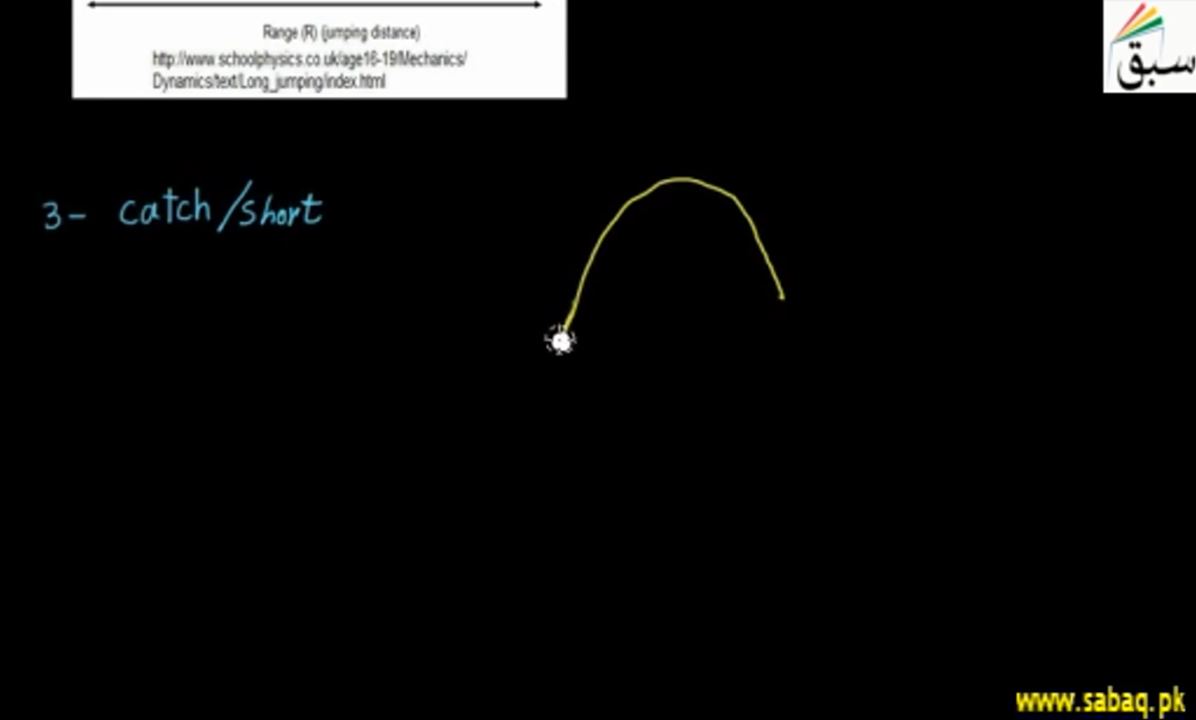 Range (R) (jumping distance)
http://www.schoolphysics.co.uk/age16-19/Mechanics/
Dynamics/text/Long_jumping/index.html
سبق
3- catch/short
www.sabaq.pk